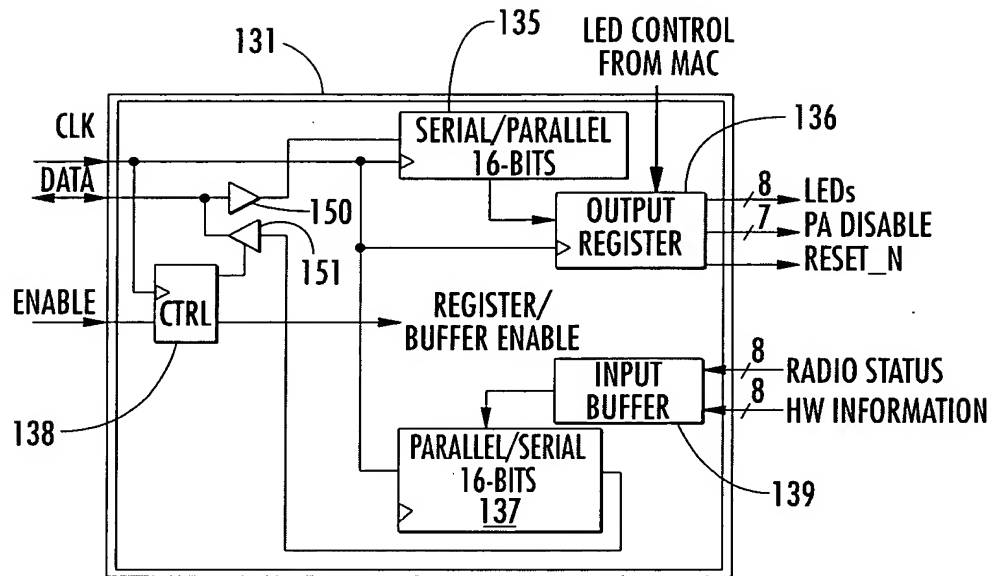 135
LED CONTROL
FROM MAC
131
CLK
SERIAL/PARALLEL
16-BITS
136
DATA
150
OUTPUT
REGISTER
8
LEDs
7
PA DISABLE
RESET_N
151
ENABLE
CTRL
REGISTER/
BUFFER ENABLE
INPUT
BUFFER
8
RADIO STATUS
8
HW INFORMATION
138
PARALLEL/SERIAL
16-BITS
137
139